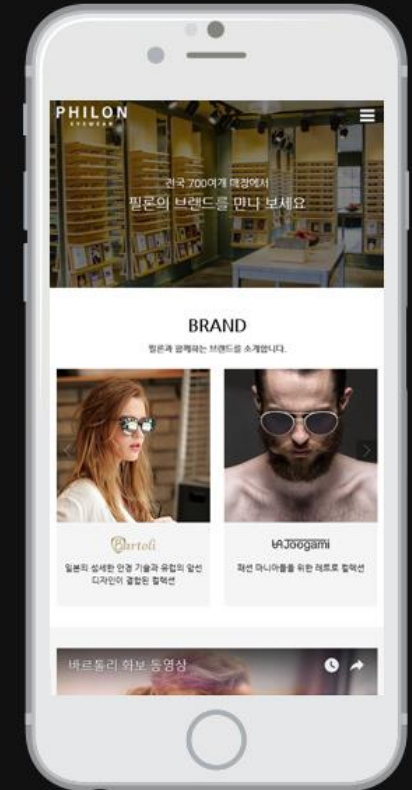 PHILON
EYEWEAR
전국 700여개 매장에서
필론의 브랜드를 만나 보세요
BRAND
필론과 함께하는 브랜드를 소개합니다.
Bartoli
일본의 섬세한 안경 기술과 유럽의 앞선
디자인이 결합된 컬렉션
Joogami
패션 마니아들을 위한 레트로 컬렉션
바르톨리 화보 동영상